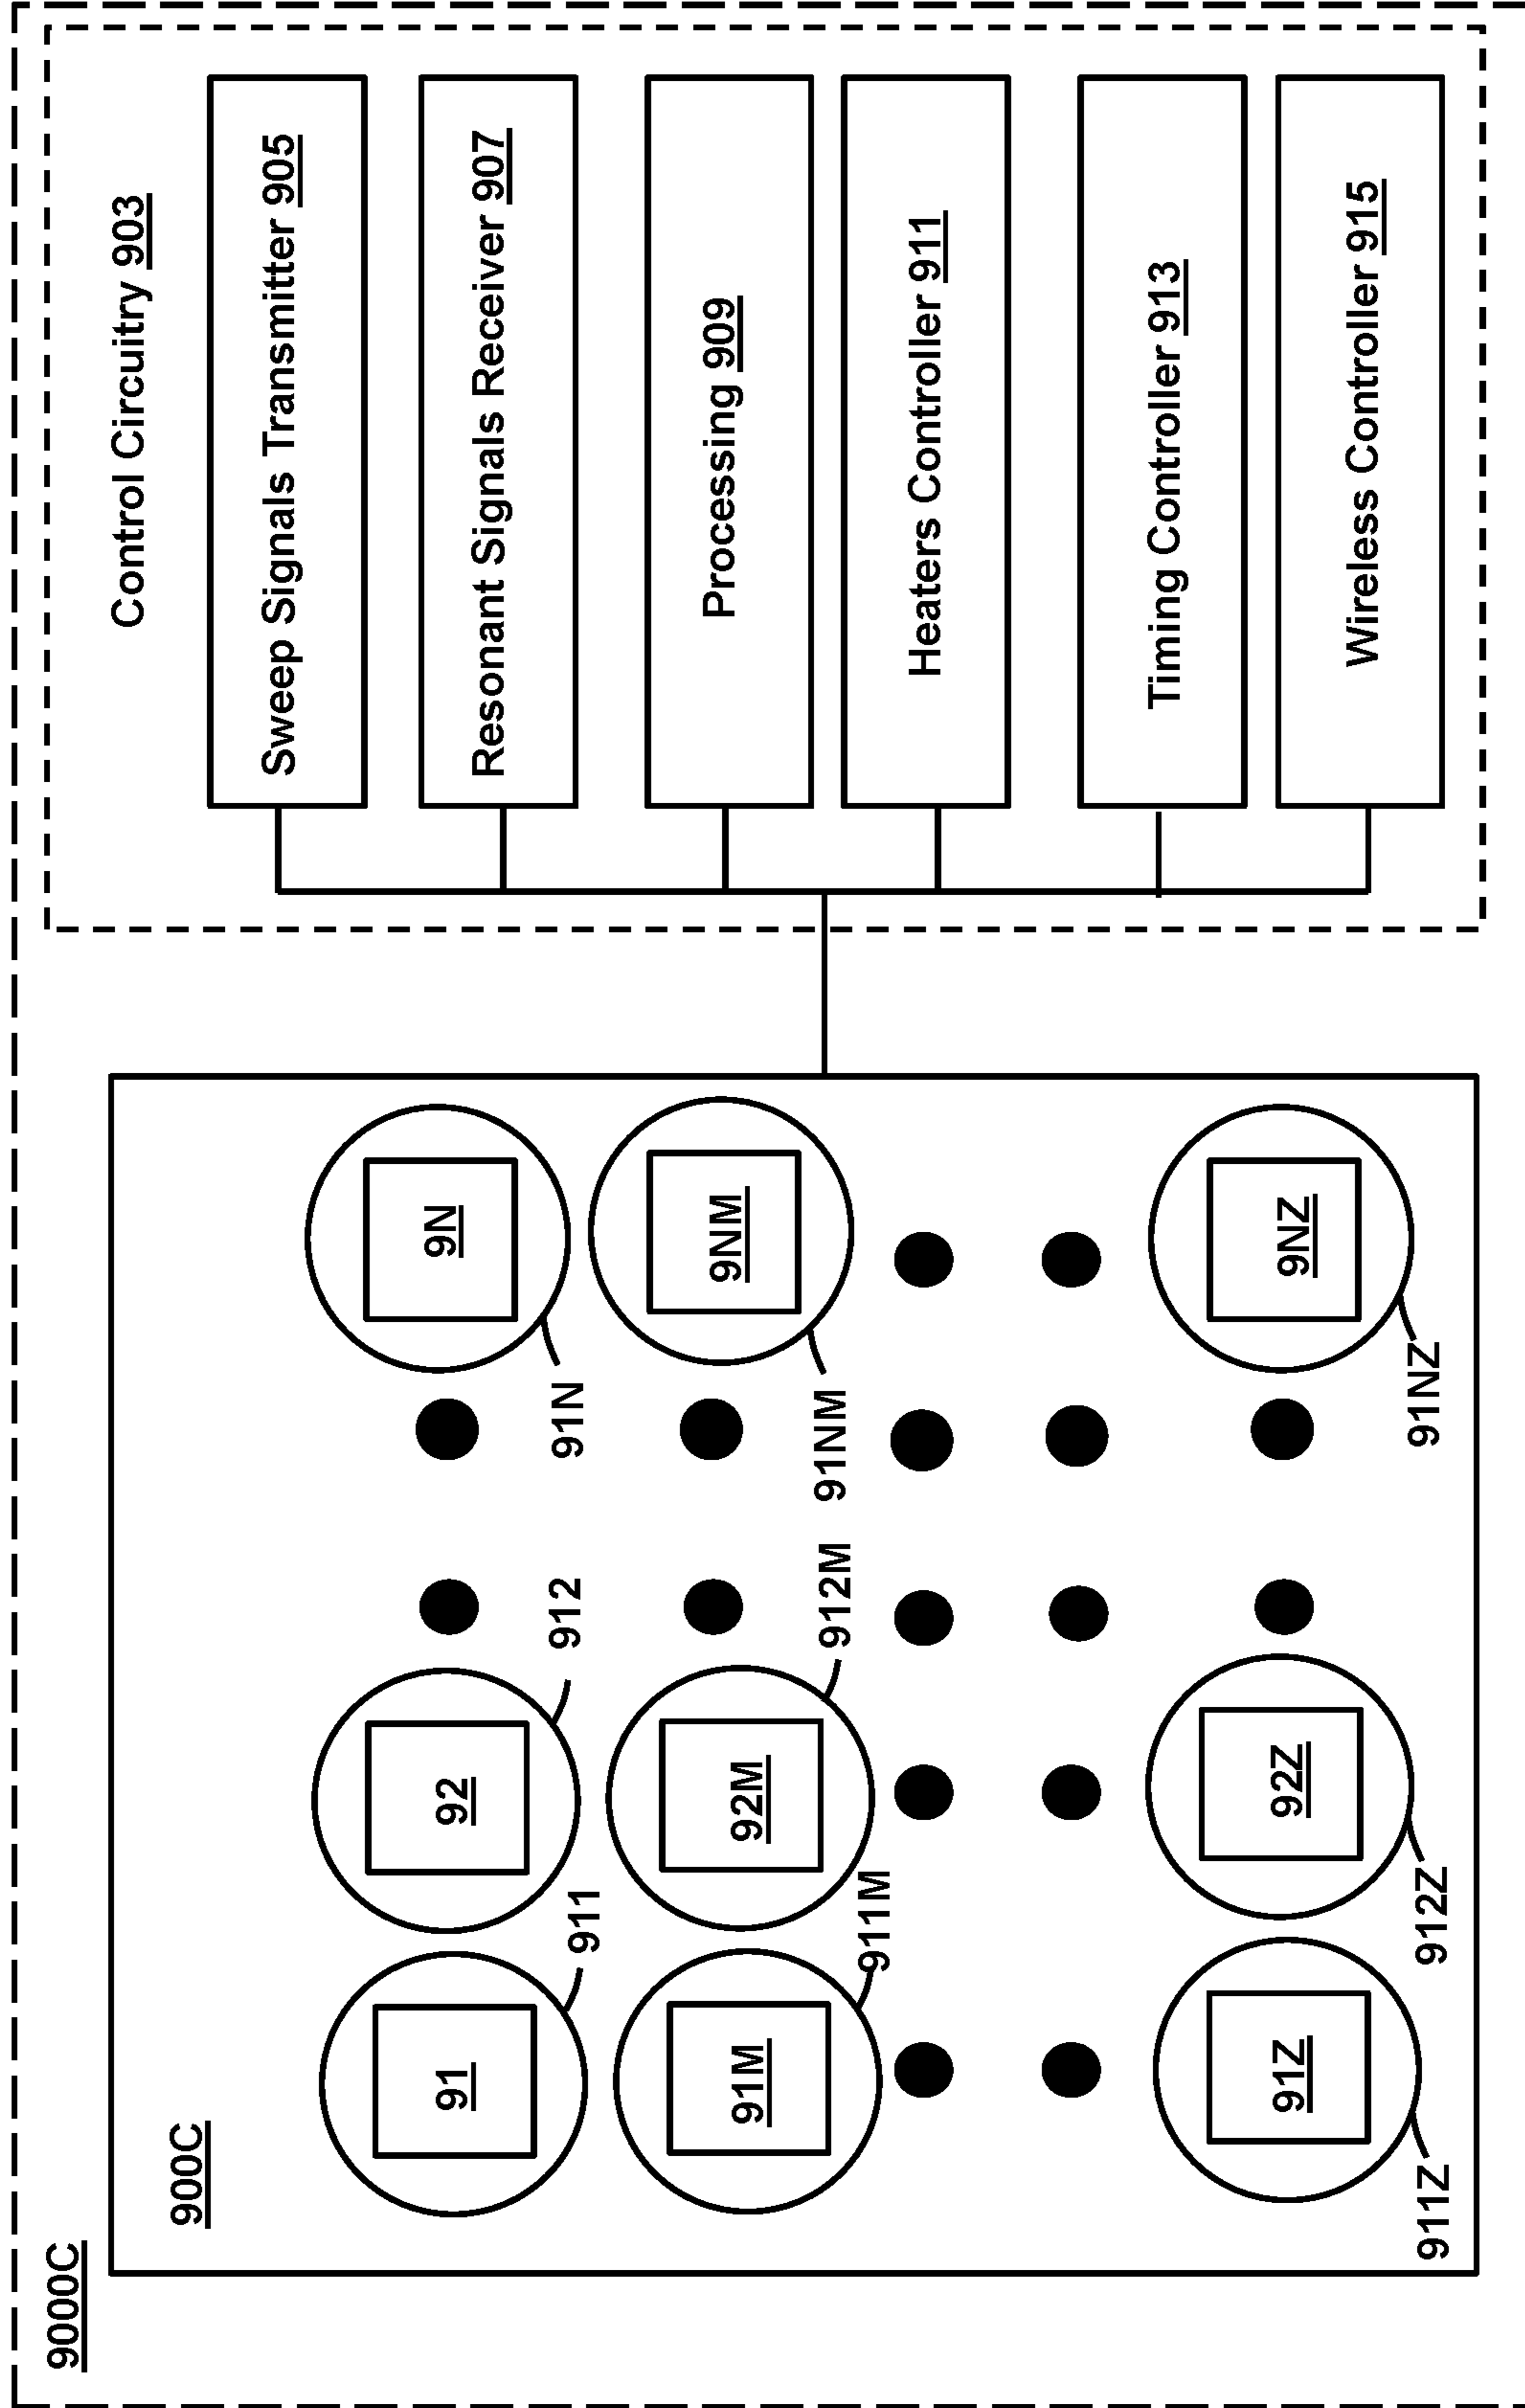 9000C
900C
91
911
92
912
9N
91N
91M
911M
92M
912M
9NM
91NM
91Z
911Z
92Z
912Z
9NZ
91NZ
Control Circuitry 903
Sweep Signals Transmitter 905
Resonant Signals Receiver 907
Processing 909
Heaters Controller 911
Timing Controller 913
Wireless Controller 915